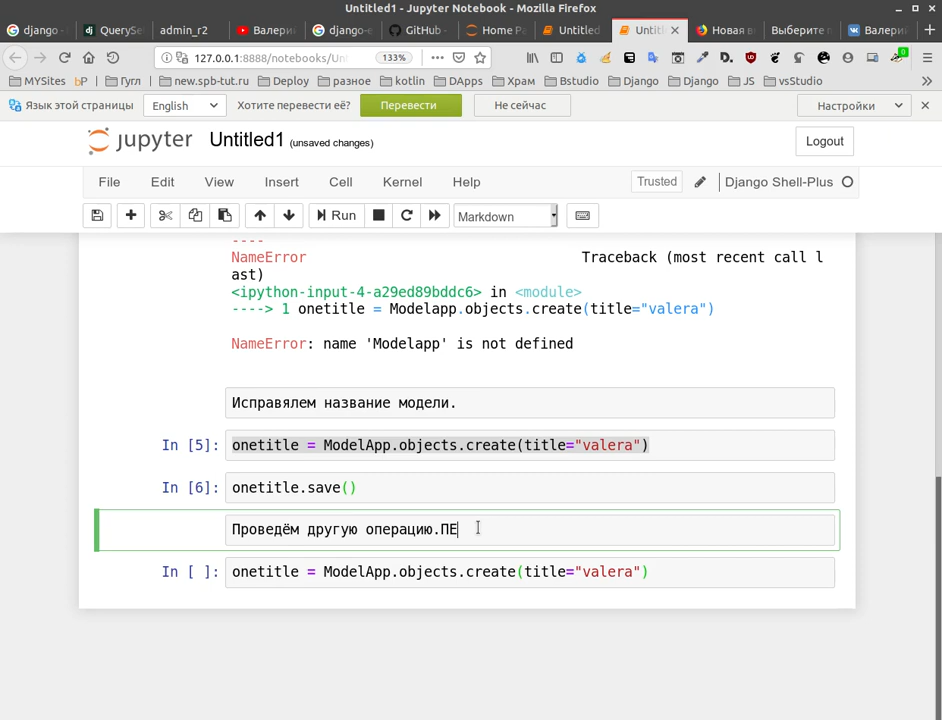 Untitled1 - Jupyter Notebook - Mozilla Firefox
django -
QuerySe
admin_r2
Валери
django-e
GitHub
Home P
Untitled
Untitl
Новая в
Выберите
Валерий
127.0.0.1:8888/notebooks/Un
133%
0
MYSites
bP
Гугл
new.spb-tut.ru
Deploy
разное
kotlin
DApps
Храм
Bstudio
Django
Django
JS
vsStudio
Язык этой страницы
English
Хотите перевести её?
Перевести
Не сейчас
Настройки
jupyter
Untitled1 (unsaved changes)
Logout
File Edit View Insert Cell Kernel Help
Trusted
Django Shell-Plus
Run
Markdown
----
NameError Traceback (most recent call l
ast)
<ipython-input-4-a29ed89bddc6> in <module>
----> 1 onetitle = Modelapp.objects.create(title="valera")
NameError: name 'Modelapp' is not defined
Исправялем название модели.
In [5]: onetitle = ModelApp.objects.create(title="valera")
In [6]: onetitle.save()
Проведём другую операцию.ПЕ
In [ ]: onetitle = ModelApp.objects.create(title="valera")